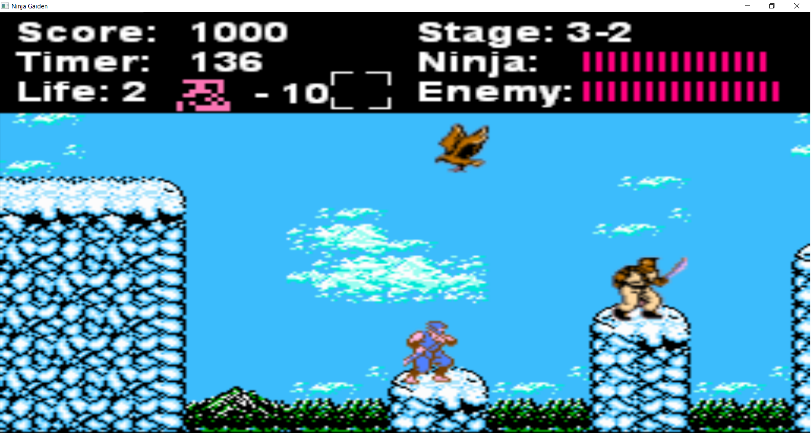 Ninja Gaiden
Score: 1000 Stage: 3-2
Timer: 136 Ninja:
Life: 2 - 10 Enemy: